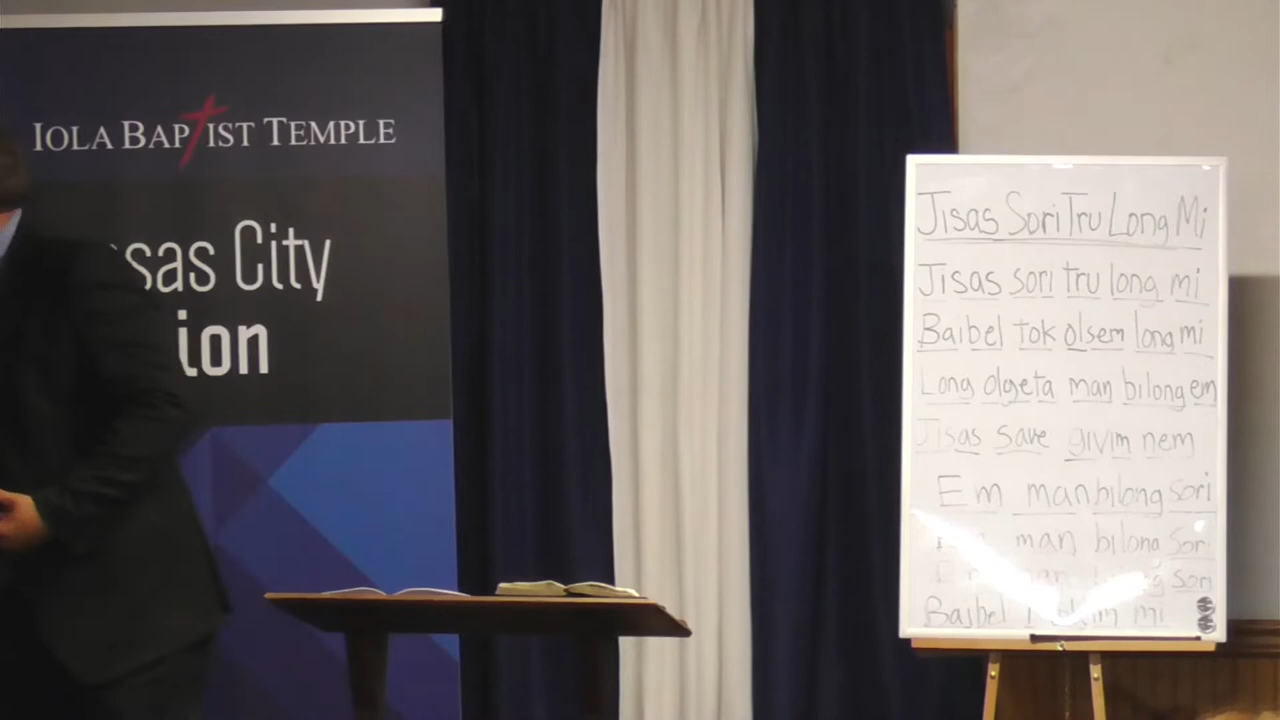 IOLA BAPTIST TEMPLE
sas City
ion
Jisas Sori Tru Long Mi
Jisas sori tru long mi
Baibel tok olsem long mi
Long olgeta man bilong em
Jisas save givim nem
Em man bilong sori
man bilong sori
sori
Baibel mi